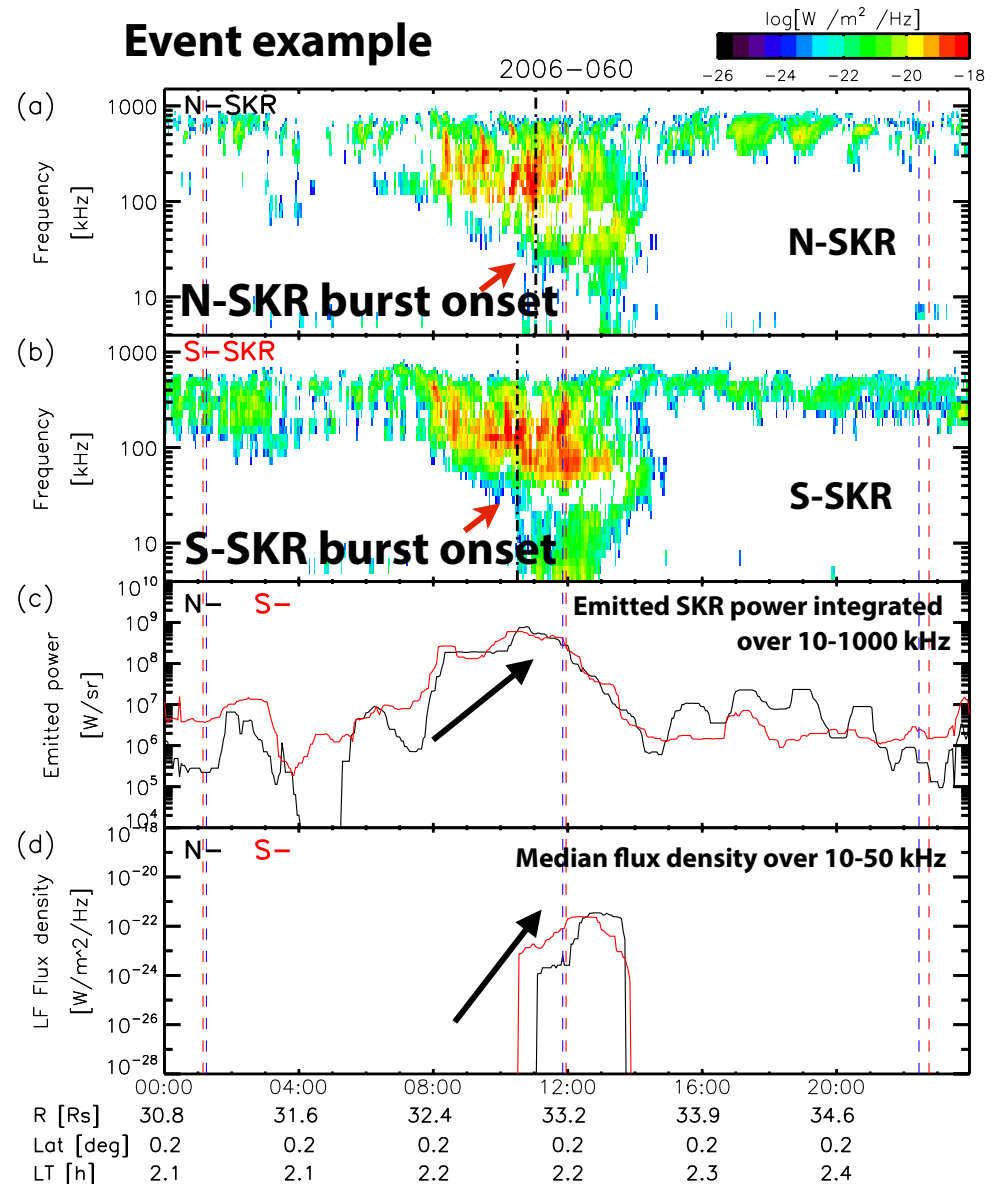 Event example
log[W /m² /Hz]
−26 −24 −22 −20 −18
2006−060
(a)
N−SKR
1000
100
10
Frequency
[kHz]
N-SKR
N-SKR burst onset
(b)
S−SKR
1000
100
10
Frequency
[kHz]
S-SKR
S-SKR burst onset
(c)
N− S−
Emitted SKR power integrated
over 10-1000 kHz
10¹⁰
10⁹
10⁸
10⁷
10⁶
10⁵
10⁴
Emitted power
[W/sr]
(d)
N− S−
Median flux density over 10-50 kHz
10⁻¹⁸
10⁻²⁰
10⁻²²
10⁻²⁴
10⁻²⁶
10⁻²⁸
LF Flux density
[W/m^2/Hz]
00:00 04:00 08:00 12:00 16:00 20:00
R [Rs] 30.8 31.6 32.4 33.2 33.9 34.6
Lat [deg] 0.2 0.2 0.2 0.2 0.2 0.2
LT [h] 2.1 2.1 2.2 2.2 2.3 2.4